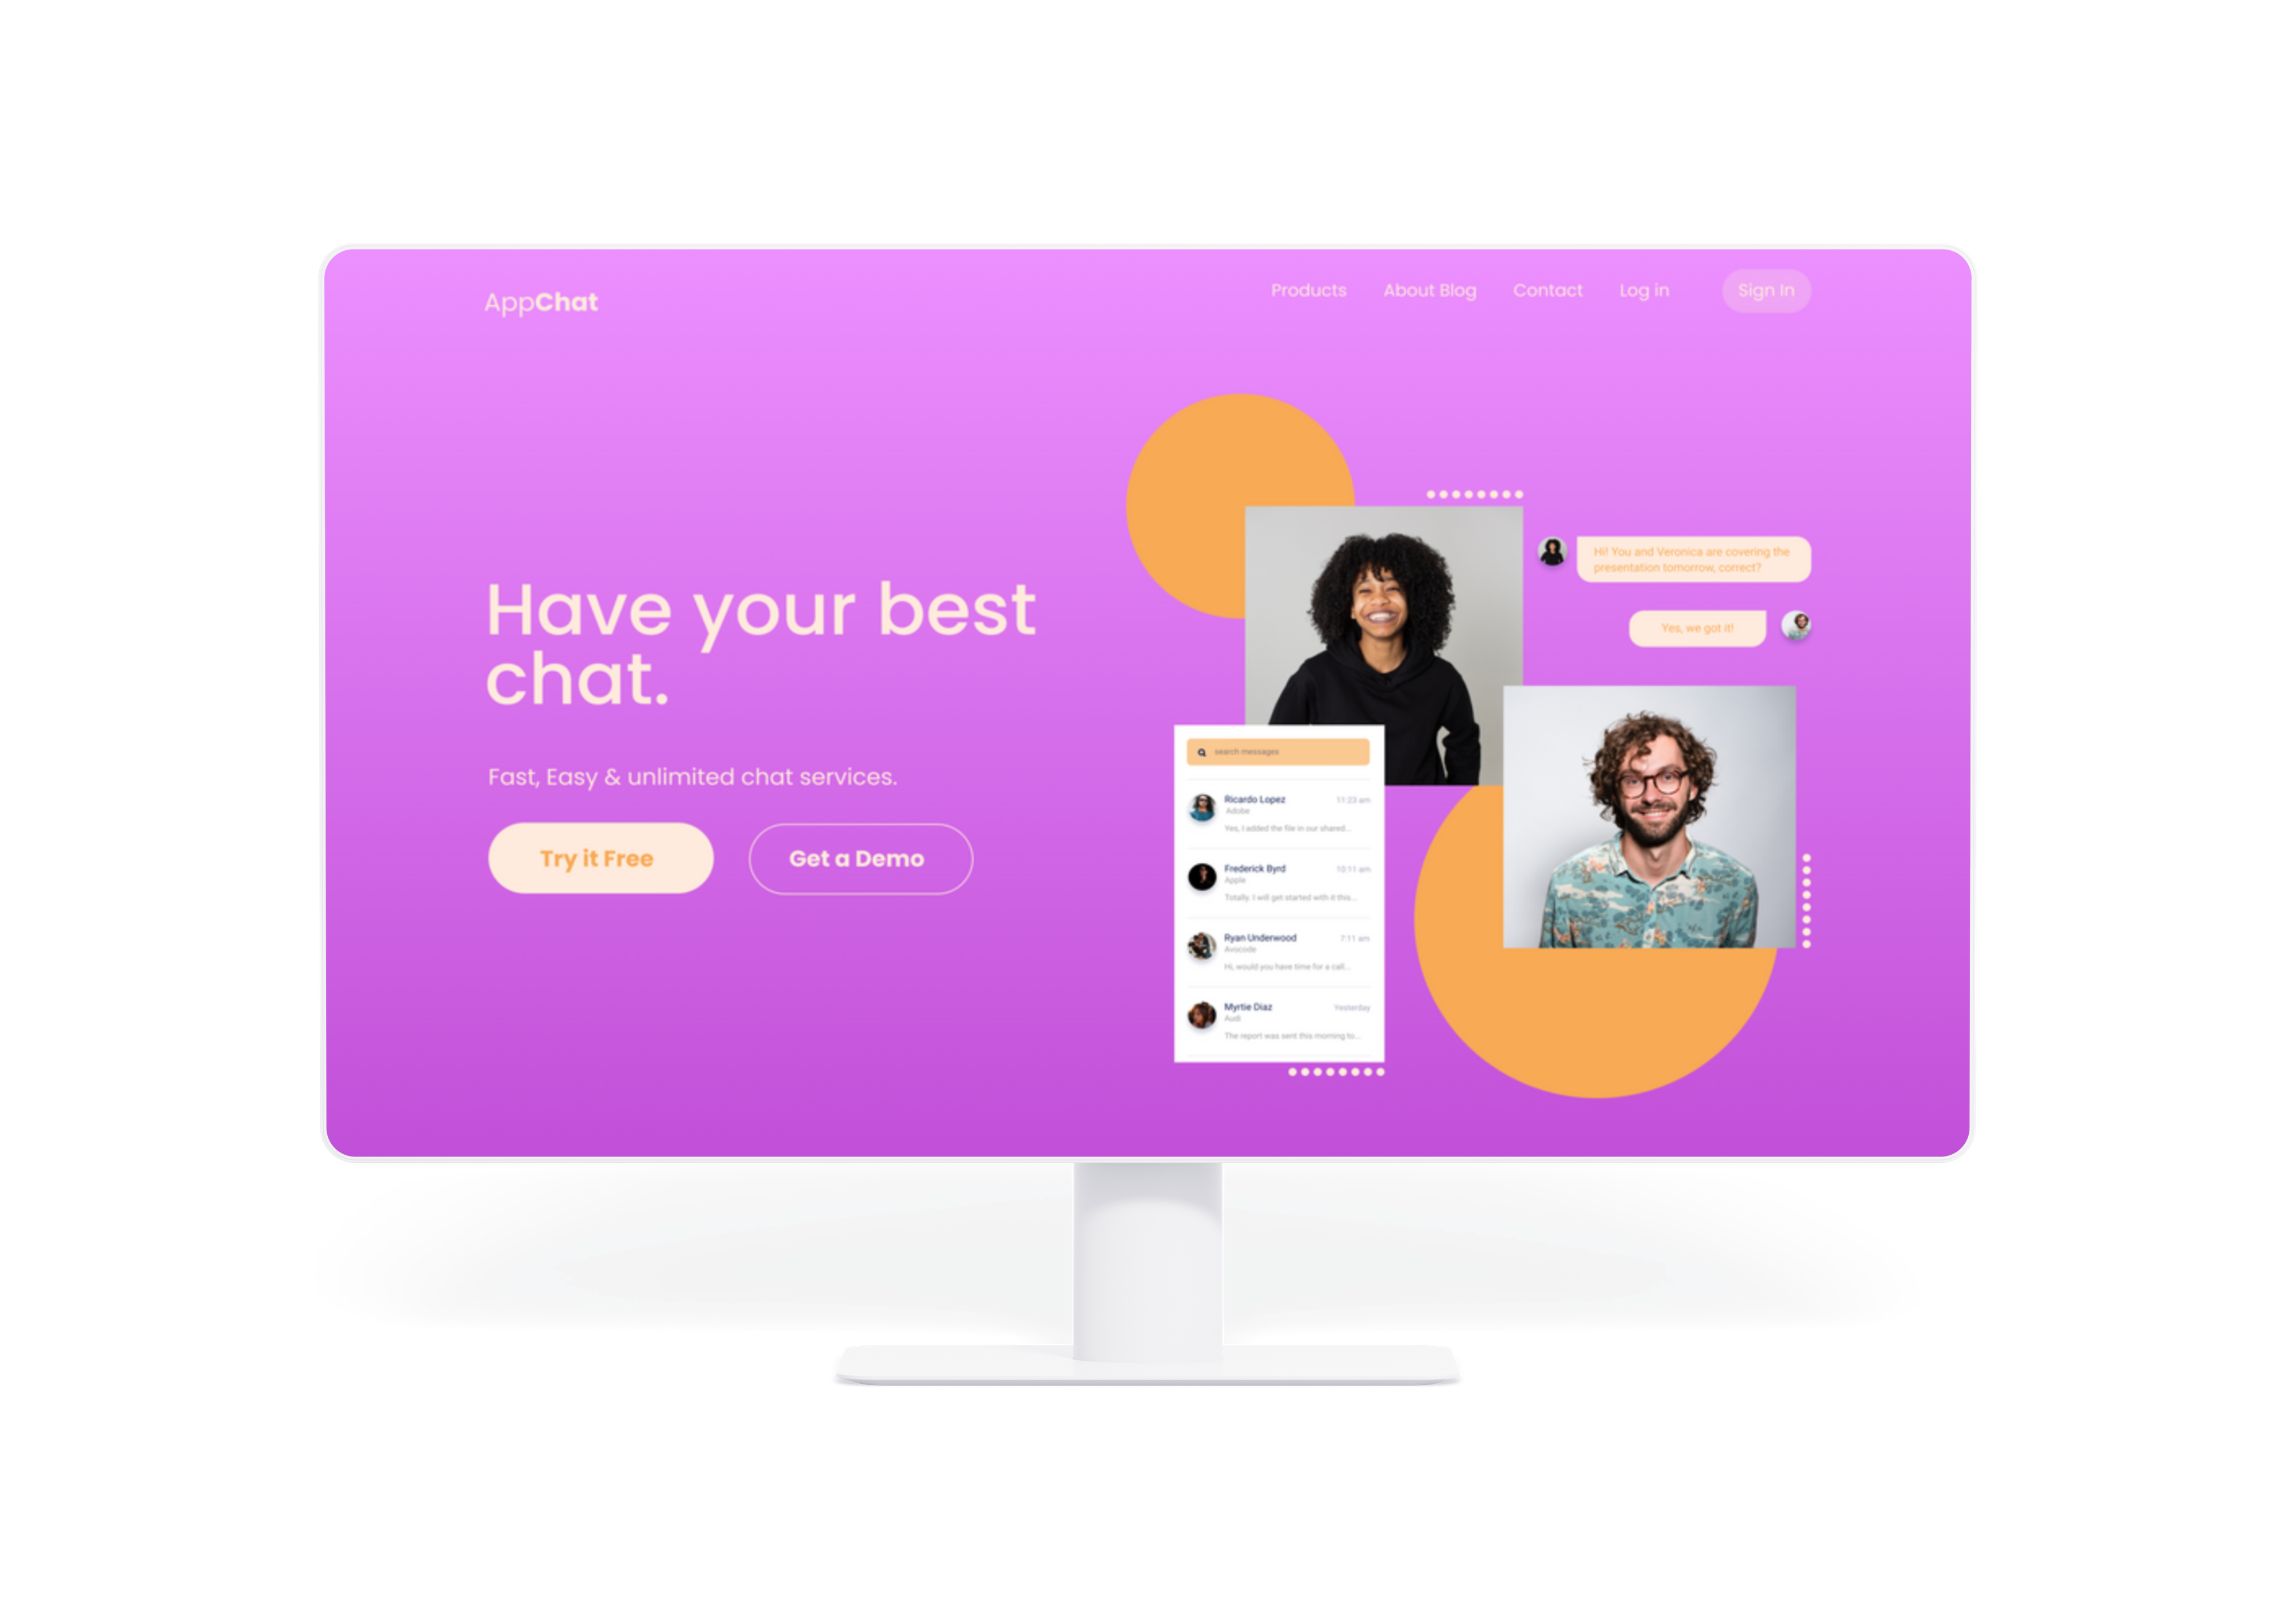 AppChat
Products About Blog Contact Log in Sign In
Have your best
chat.
Fast, Easy & unlimited chat services.
Try it Free Get a Demo
Hi! You and Veronica are covering the
presentation tomorrow, correct?
Yes, we got it!
search messages
Ricardo Lopez 11:23 am
Adobe
Yes, I added the file in our shared...
Frederick Byrd 10:11 am
Apple
Totally. I will get started with it this...
Ryan Underwood 7:11 am
Avocode
Hi, would you have time for a call...
Myrtie Diaz Yesterday
Audi
The report was sent this morning to...